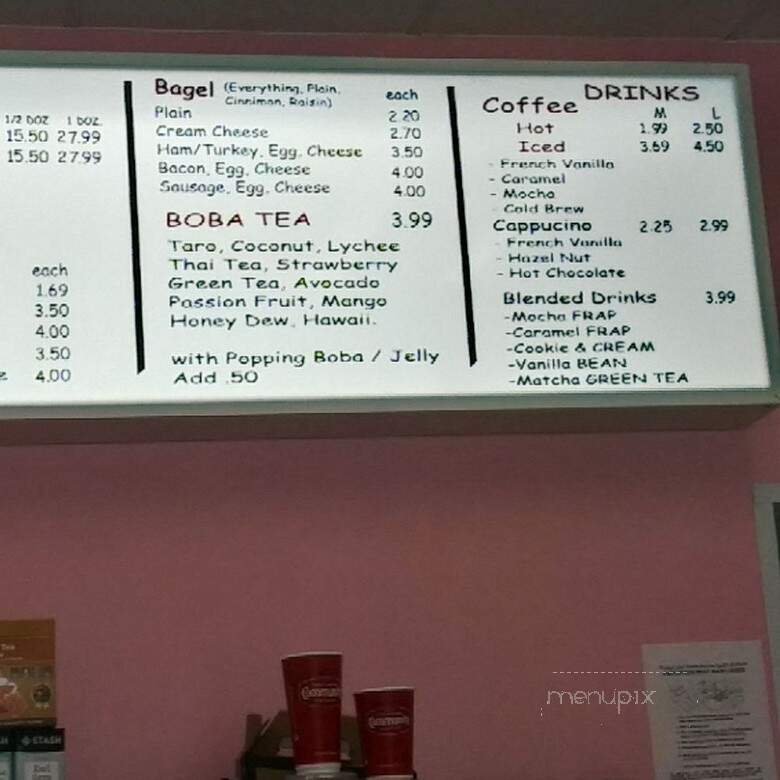 1/2 DOZ 1 DOZ.
15.50 27.99
15.50 27.99
each
1.69
3.50
4.00
3.50
4.00
Bagel (Everything, Plain, Cinniman, Raisin) each
Plain 2.20
Cream Cheese 2.70
Ham/Turkey, Egg, Cheese 3.50
Bacon, Egg, Cheese 4.00
Sausage, Egg, Cheese 4.00
BOBA TEA 3.99
Taro, Coconut, Lychee
Thai Tea, Strawberry
Green Tea, Avocado
Passion Fruit, Mango
Honey Dew, Hawaii.
with Popping Boba / Jelly
Add .50
DRINKS
Coffee M L
Hot 1.99 2.50
Iced 3.69 4.50
- French Vanilla
- Caramel
- Mocha
- Cold Brew
Cappucino 2.25 2.99
- French Vanilla
- Hazel Nut
- Hot Chocolate
Blended Drinks 3.99
-Mocha FRAP
-Caramel FRAP
-Cookie & CREAM
-Vanilla BEAN
-Matcha GREEN TEA
Community
Community
STASH
menupix